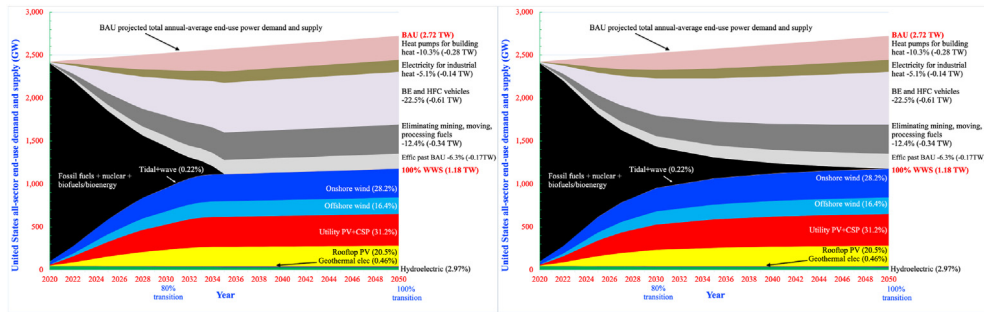 BAU projected total annual-average end-use power demand and supply
United States all-sector end-use demand and supply (GW)
3,000
2,500
2,000
1,500
1,000
500
0
BAU (2.72 TW)
Heat pumps for building
heat -10.3% (-0.28 TW)
Electricity for industrial
heat -5.1% (-0.14 TW)
BE and HFC vehicles
-22.5% (-0.61 TW)
Eliminating mining, moving,
processing fuels
-12.4% (-0.34 TW)
Effic past BAU -6.3% (-0.17TW)
100% WWS (1.18 TW)
Tidal+wave (0.22%)
Fossil fuels + nuclear +
biofuels/bioenergy
Onshore wind (28.2%)
Offshore wind (16.4%)
Utility PV+CSP (31.2%)
Rooftop PV (20.5%)
Geothermal elec (0.46%)
Hydroelectric (2.97%)
2020 2022 2024 2026 2028 2030 2032 2034 2036 2038 2040 2042 2044 2046 2048 2050
80%
transition
Year
100%
transition
BAU projected total annual-average end-use power demand and supply
United States all-sector end-use demand and supply (GW)
3,000
2,500
2,000
1,500
1,000
500
0
BAU (2.72 TW)
Heat pumps for building
heat -10.3% (-0.28 TW)
Electricity for industrial
heat -5.1% (-0.14 TW)
BE and HFC vehicles
-22.5% (-0.61 TW)
Eliminating mining, moving,
processing fuels
-12.4% (-0.34 TW)
Effic past BAU -6.3% (-0.17TW)
100% WWS (1.18 TW)
Tidal+wave (0.22%)
Fossil fuels + nuclear +
biofuels/bioenergy
Onshore wind (28.2%)
Offshore wind (16.4%)
Utility PV+CSP (31.2%)
Rooftop PV (20.5%)
Geothermal elec (0.46%)
Hydroelectric (2.97%)
2020 2022 2024 2026 2028 2030 2032 2034 2036 2038 2040 2042 2044 2046 2048 2050
80%
transition
Year
100%
transition